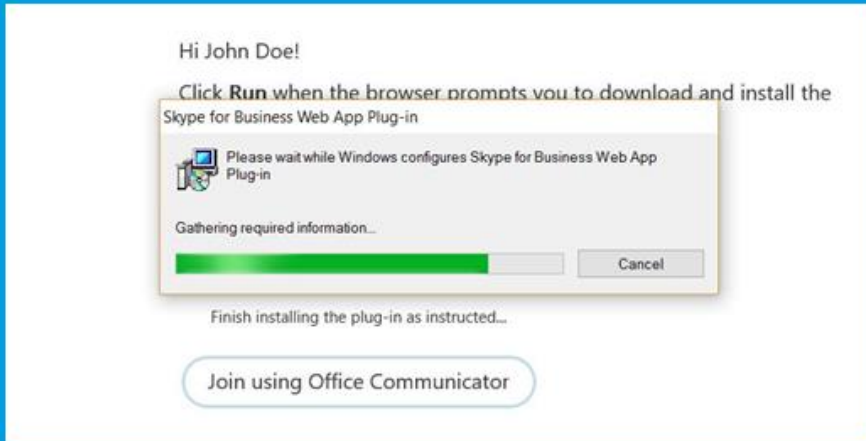 Hi John Doe!
Click Run when the browser prompts you to download and install the
Skype for Business Web App Plug-in
Please wait while Windows configures Skype for Business Web App
Plug-in
Gathering required information...
Cancel
Finish installing the plug-in as instructed...
Join using Office Communicator